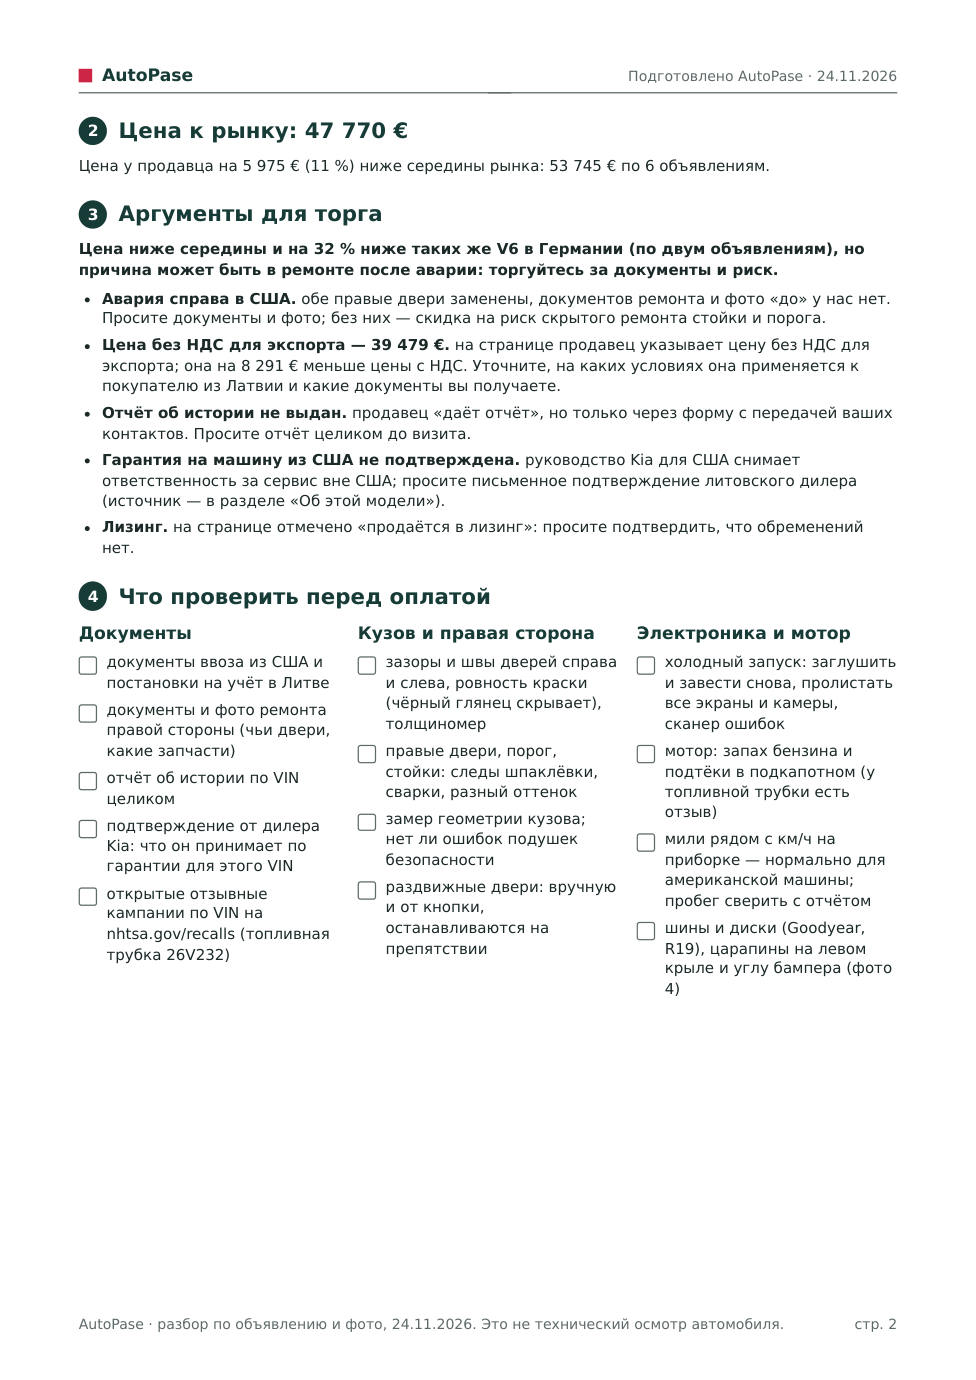 AutoPase
Подготовлено AutoPase · 24.11.2026
2 Цена к рынку: 47 770 €
Цена у продавца на 5 975 € (11 %) ниже середины рынка: 53 745 € по 6 объявлениям.
3 Аргументы для торга
Цена ниже середины и на 32 % ниже таких же V6 в Германии (по двум объявлениям), но
причина может быть в ремонте после аварии: торгуйтесь за документы и риск.
• Авария справа в США. обе правые двери заменены, документов ремонта и фото «до» у нас нет.
Просите документы и фото; без них — скидка на риск скрытого ремонта стойки и порога.
• Цена без НДС для экспорта — 39 479 €. на странице продавец указывает цену без НДС для
экспорта; она на 8 291 € меньше цены с НДС. Уточните, на каких условиях она применяется к
покупателю из Латвии и какие документы вы получаете.
• Отчёт об истории не выдан. продавец «даёт отчёт», но только через форму с передачей ваших
контактов. Просите отчёт целиком до визита.
• Гарантия на машину из США не подтверждена. руководство Kia для США снимает
ответственность за сервис вне США; просите письменное подтверждение литовского дилера
(источник — в разделе «Об этой модели»).
• Лизинг. на странице отмечено «продаётся в лизинг»: просите подтвердить, что обременений
нет.
4 Что проверить перед оплатой
Документы
документы ввоза из США и
постановки на учёт в Литве
документы и фото ремонта
правой стороны (чьи двери,
какие запчасти)
отчёт об истории по VIN
целиком
подтверждение от дилера
Kia: что он принимает по
гарантии для этого VIN
открытые отзывные
кампании по VIN на
nhtsa.gov/recalls (топливная
трубка 26V232)
Кузов и правая сторона
зазоры и швы дверей справа
и слева, ровность краски
(чёрный глянец скрывает),
толщиномер
правые двери, порог,
стойки: следы шпаклёвки,
сварки, разный оттенок
замер геометрии кузова;
нет ли ошибок подушек
безопасности
раздвижные двери: вручную
и от кнопки,
останавливаются на
препятствии
Электроника и мотор
холодный запуск: заглушить
и завести снова, пролистать
все экраны и камеры,
сканер ошибок
мотор: запах бензина и
подтёки в подкапотном (у
топливной трубки есть
отзыв)
мили рядом с км/ч на
приборке — нормально для
американской машины;
пробег сверить с отчётом
шины и диски (Goodyear,
R19), царапины на левом
крыле и углу бампера (фото
4)
AutoPase · разбор по объявлению и фото, 24.11.2026. Это не технический осмотр автомобиля.
стр. 2